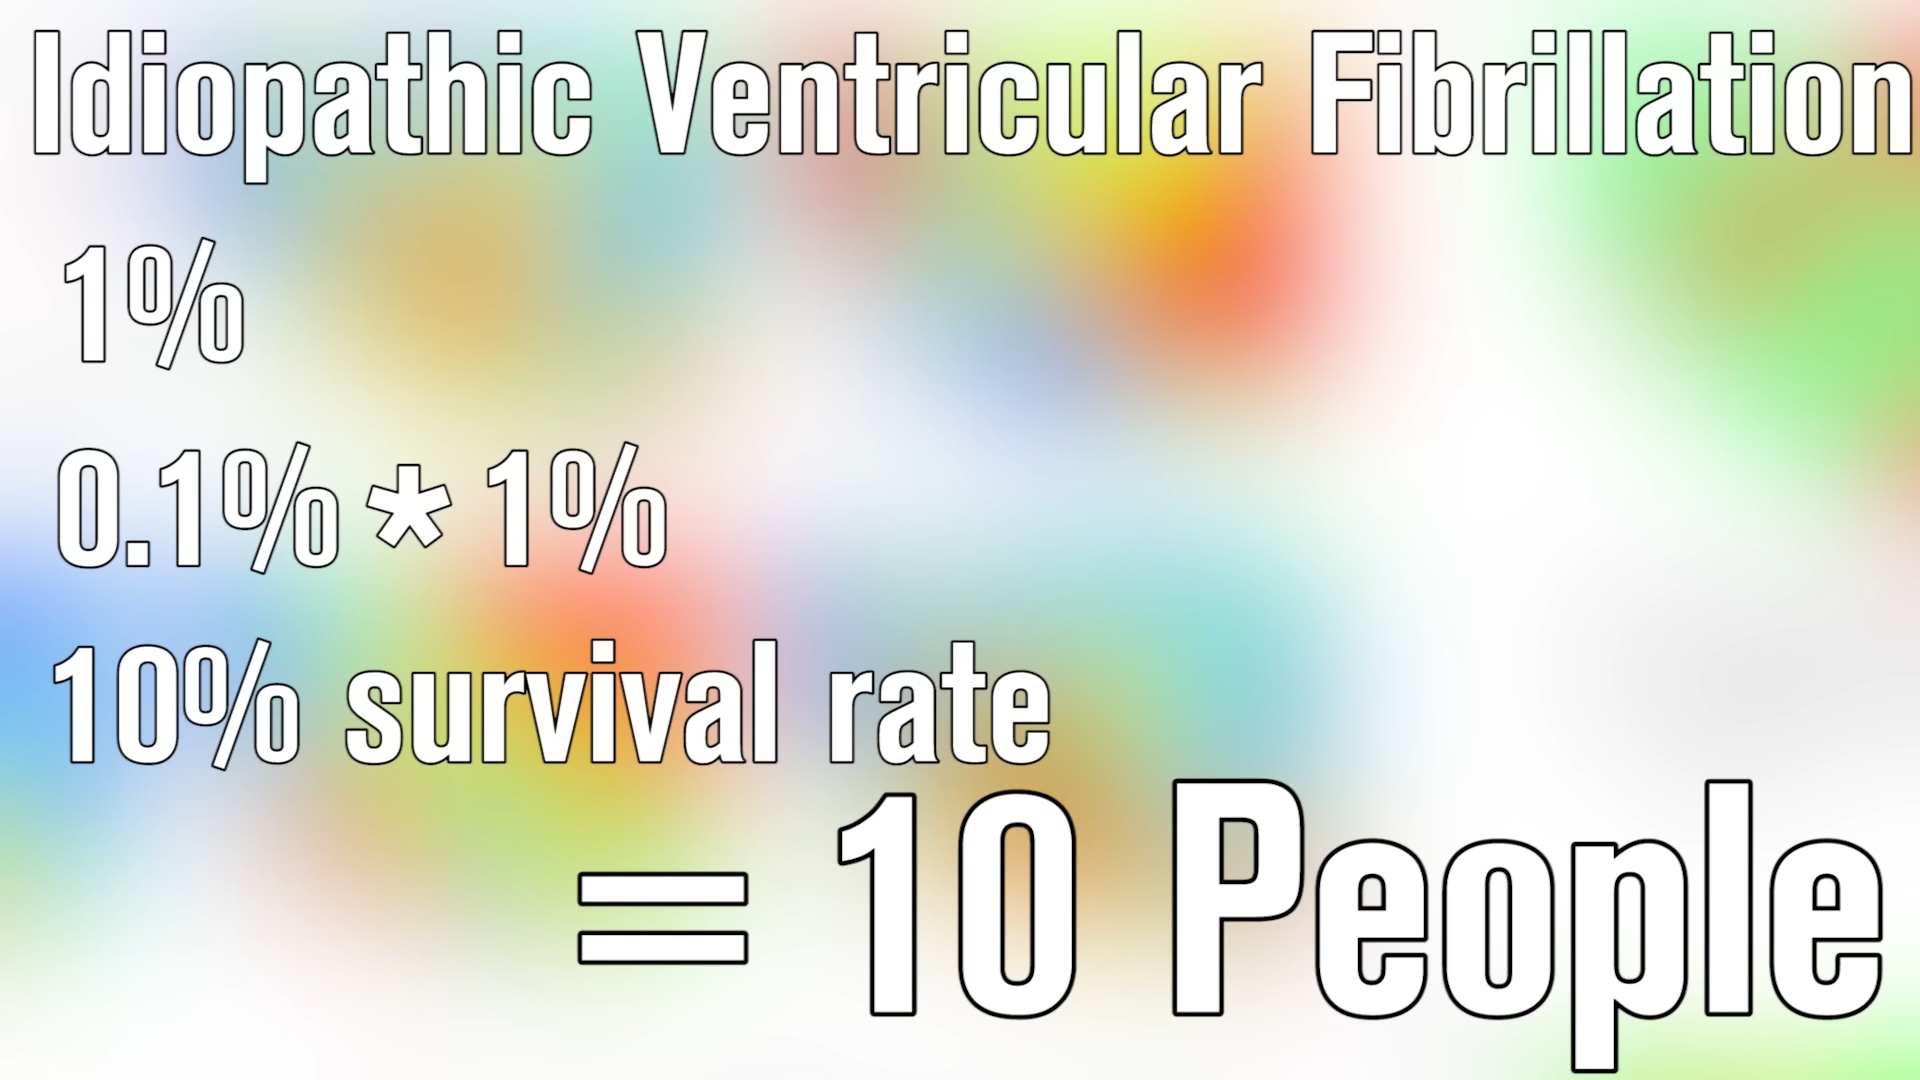 Idiopathic Ventricular Fibrillation
1%
0.1% * 1%
10% survival rate
= 10 People